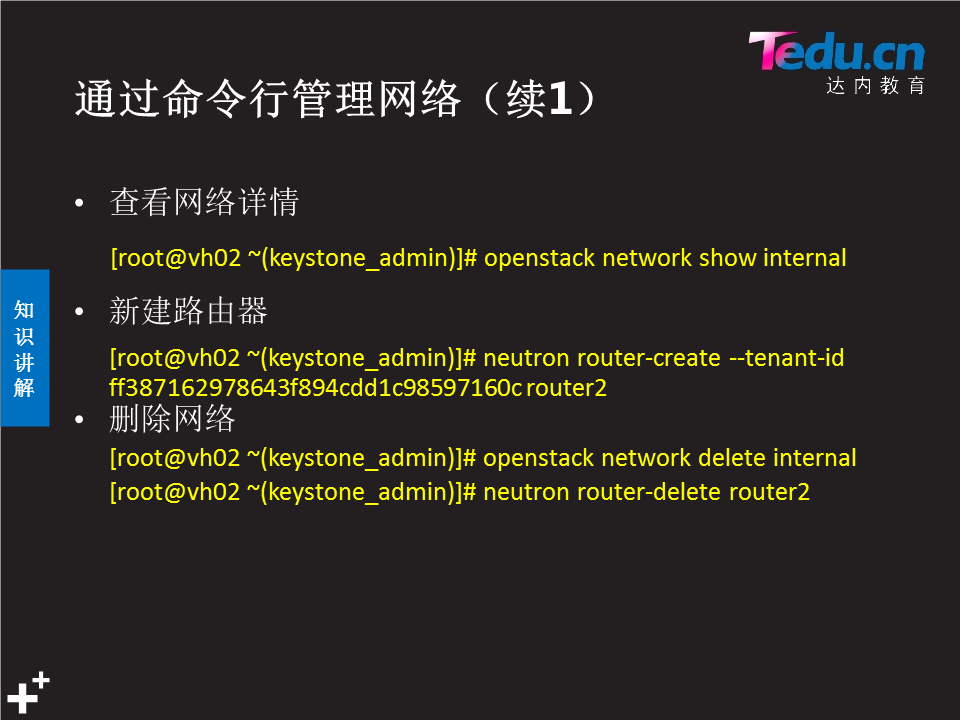 Tedu.cn
达内教育
通过命令行管理网络（续1）
• 查看网络详情
[root@vh02 ~(keystone_admin)]# openstack network show internal
• 新建路由器
[root@vh02 ~(keystone_admin)]# neutron router-create --tenant-id
ff387162978643f894cdd1c98597160c router2
• 删除网络
[root@vh02 ~(keystone_admin)]# openstack network delete internal
[root@vh02 ~(keystone_admin)]# neutron router-delete router2
知
识
讲
解